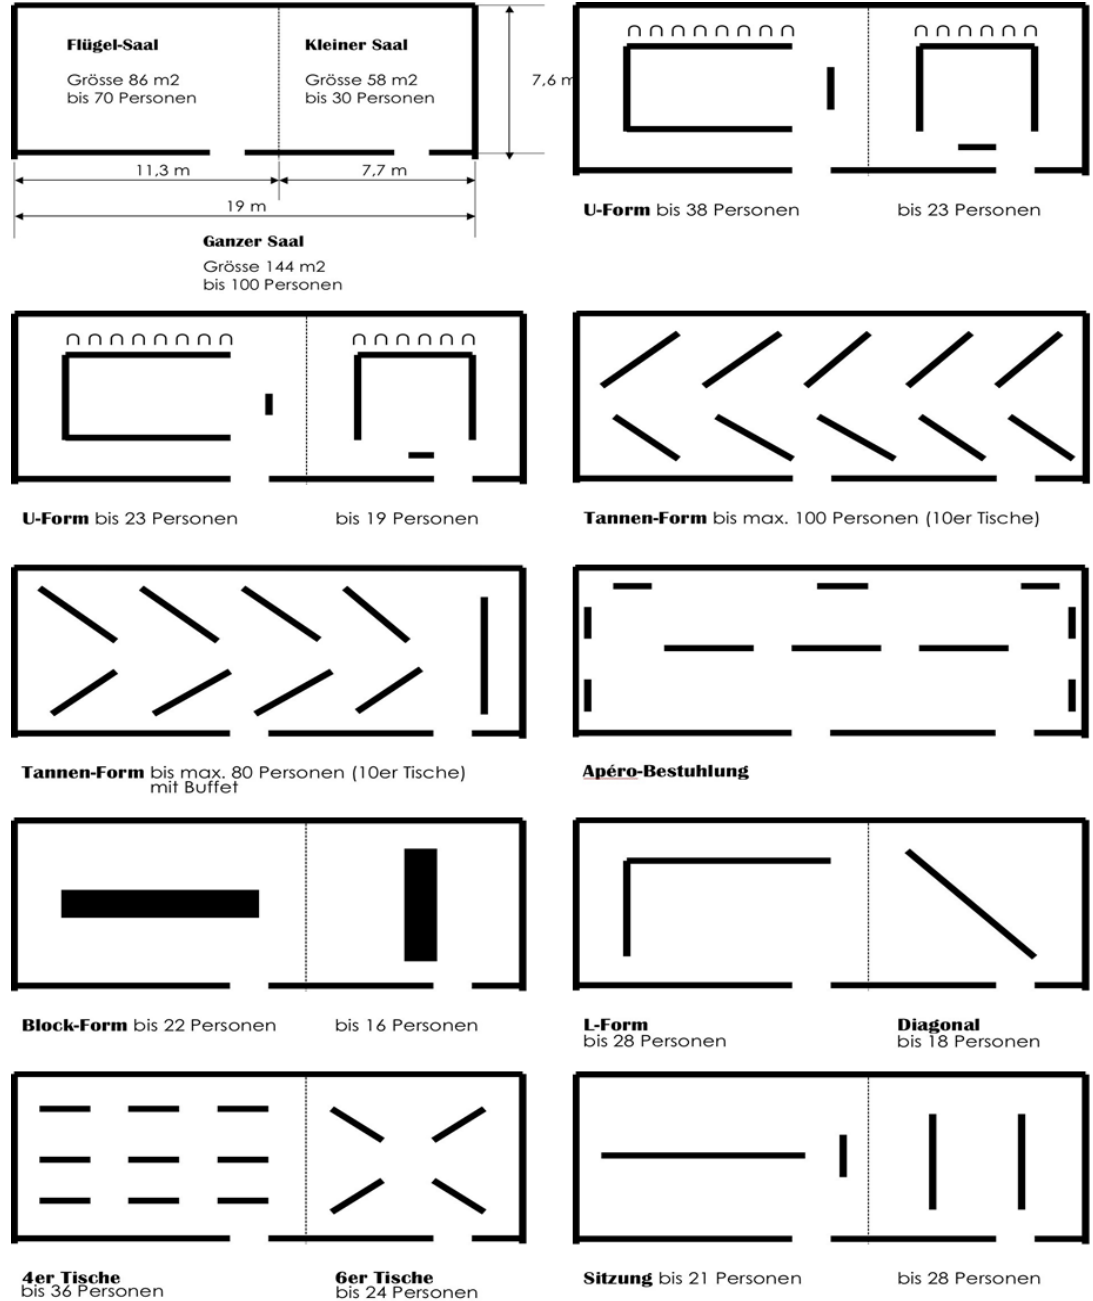 Flügel-Saal
Grösse 86 m2
bis 70 Personen
Kleiner Saal
Grösse 58 m2
bis 30 Personen
7,6 m
11,3 m
7,7 m
19 m
Ganzer Saal
Grösse 144 m2
bis 100 Personen
U-Form bis 38 Personen
bis 23 Personen
U-Form bis 23 Personen
bis 19 Personen
Tannen-Form bis max. 100 Personen (10er Tische)
Tannen-Form bis max. 80 Personen (10er Tische)
mit Buffet
Apéro-Bestuhlung
Block-Form bis 22 Personen
bis 16 Personen
L-Form
bis 28 Personen
Diagonal
bis 18 Personen
4er Tische
bis 36 Personen
6er Tische
bis 24 Personen
Sitzung bis 21 Personen
bis 28 Personen